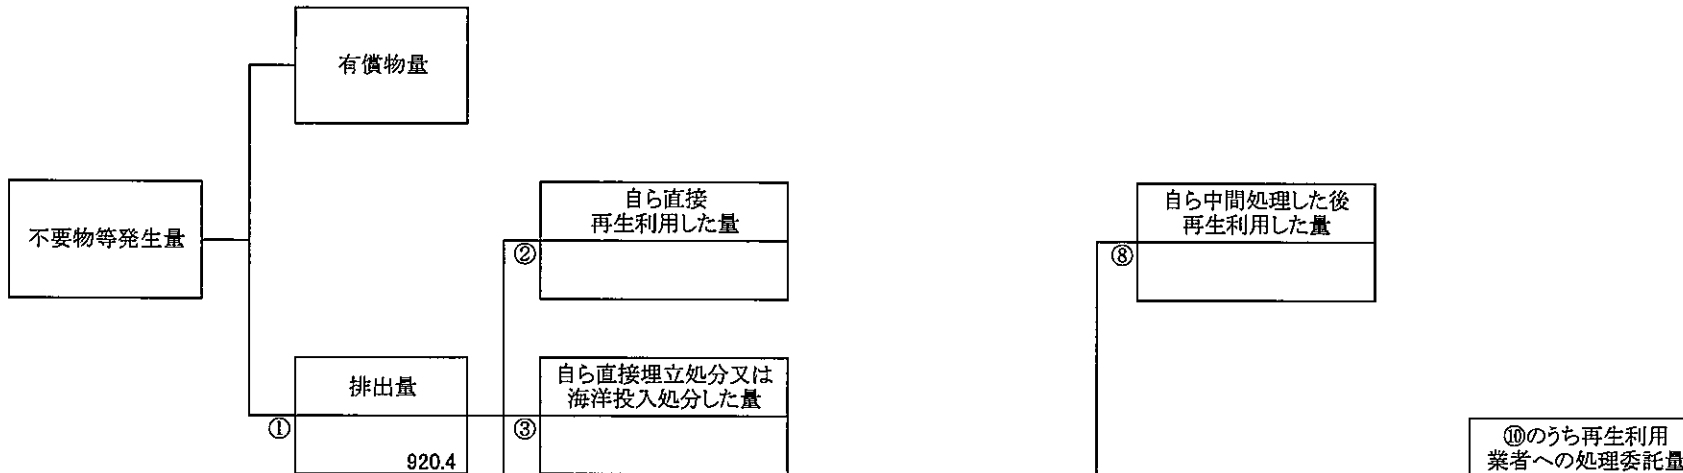 有償物量
不要物等発生量
自ら直接
再生利用した量
②
自ら中間処理した後
再生利用した量
⑧
排出量
①
920.4
自ら直接埋立処分又は
海洋投入処分した量
③
⑩のうち再生利用
業者への処理委託量